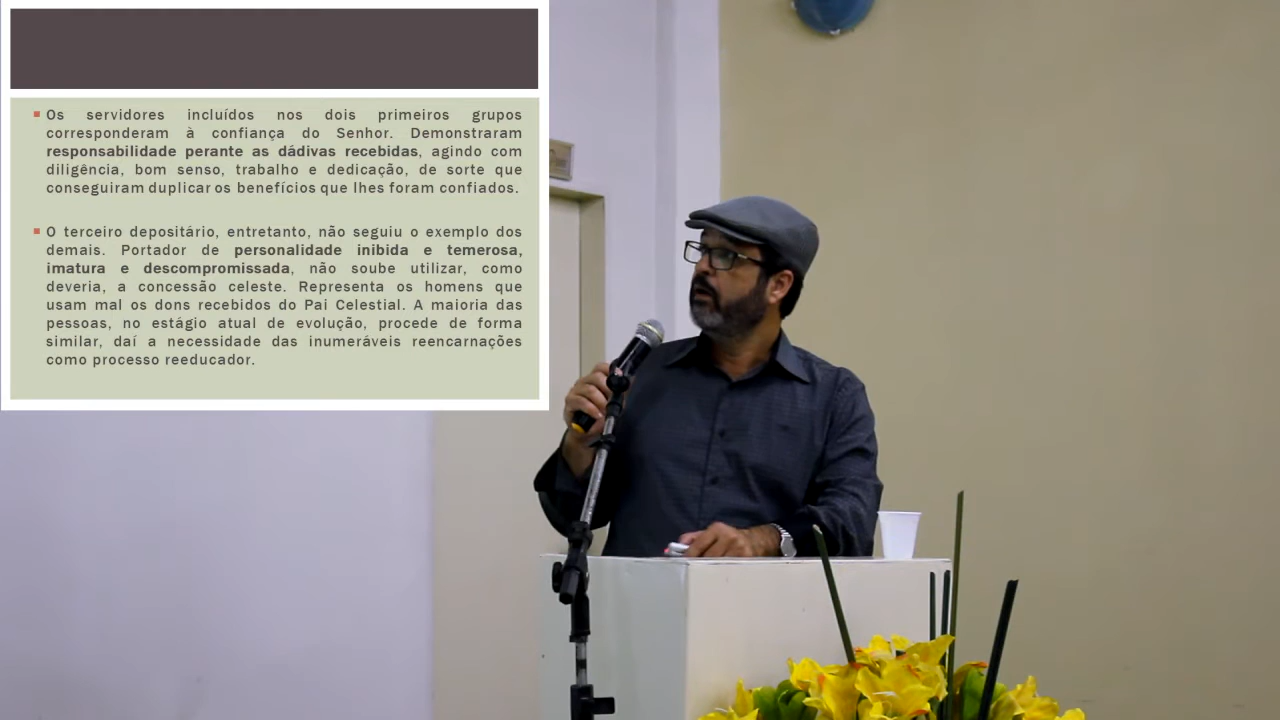 Os servidores incluídos nos dois primeiros grupos
corresponderam à confiança do Senhor. Demonstraram
responsabilidade perante as dádivas recebidas, agindo com
diligência, bom senso, trabalho e dedicação, de sorte que
conseguiram duplicar os benefícios que lhes foram confiados.
O terceiro depositário, entretanto, não seguiu o exemplo dos
demais. Portador de personalidade inibida e temerosa,
imatura e descompromissada, não soube utilizar, como
deveria, a concessão celeste. Representa os homens que
usam mal os dons recebidos do Pai Celestial. A maioria das
pessoas, no estágio atual de evolução, procede de forma
similar, daí a necessidade das inumeráveis reencarnações
como processo reeducador.